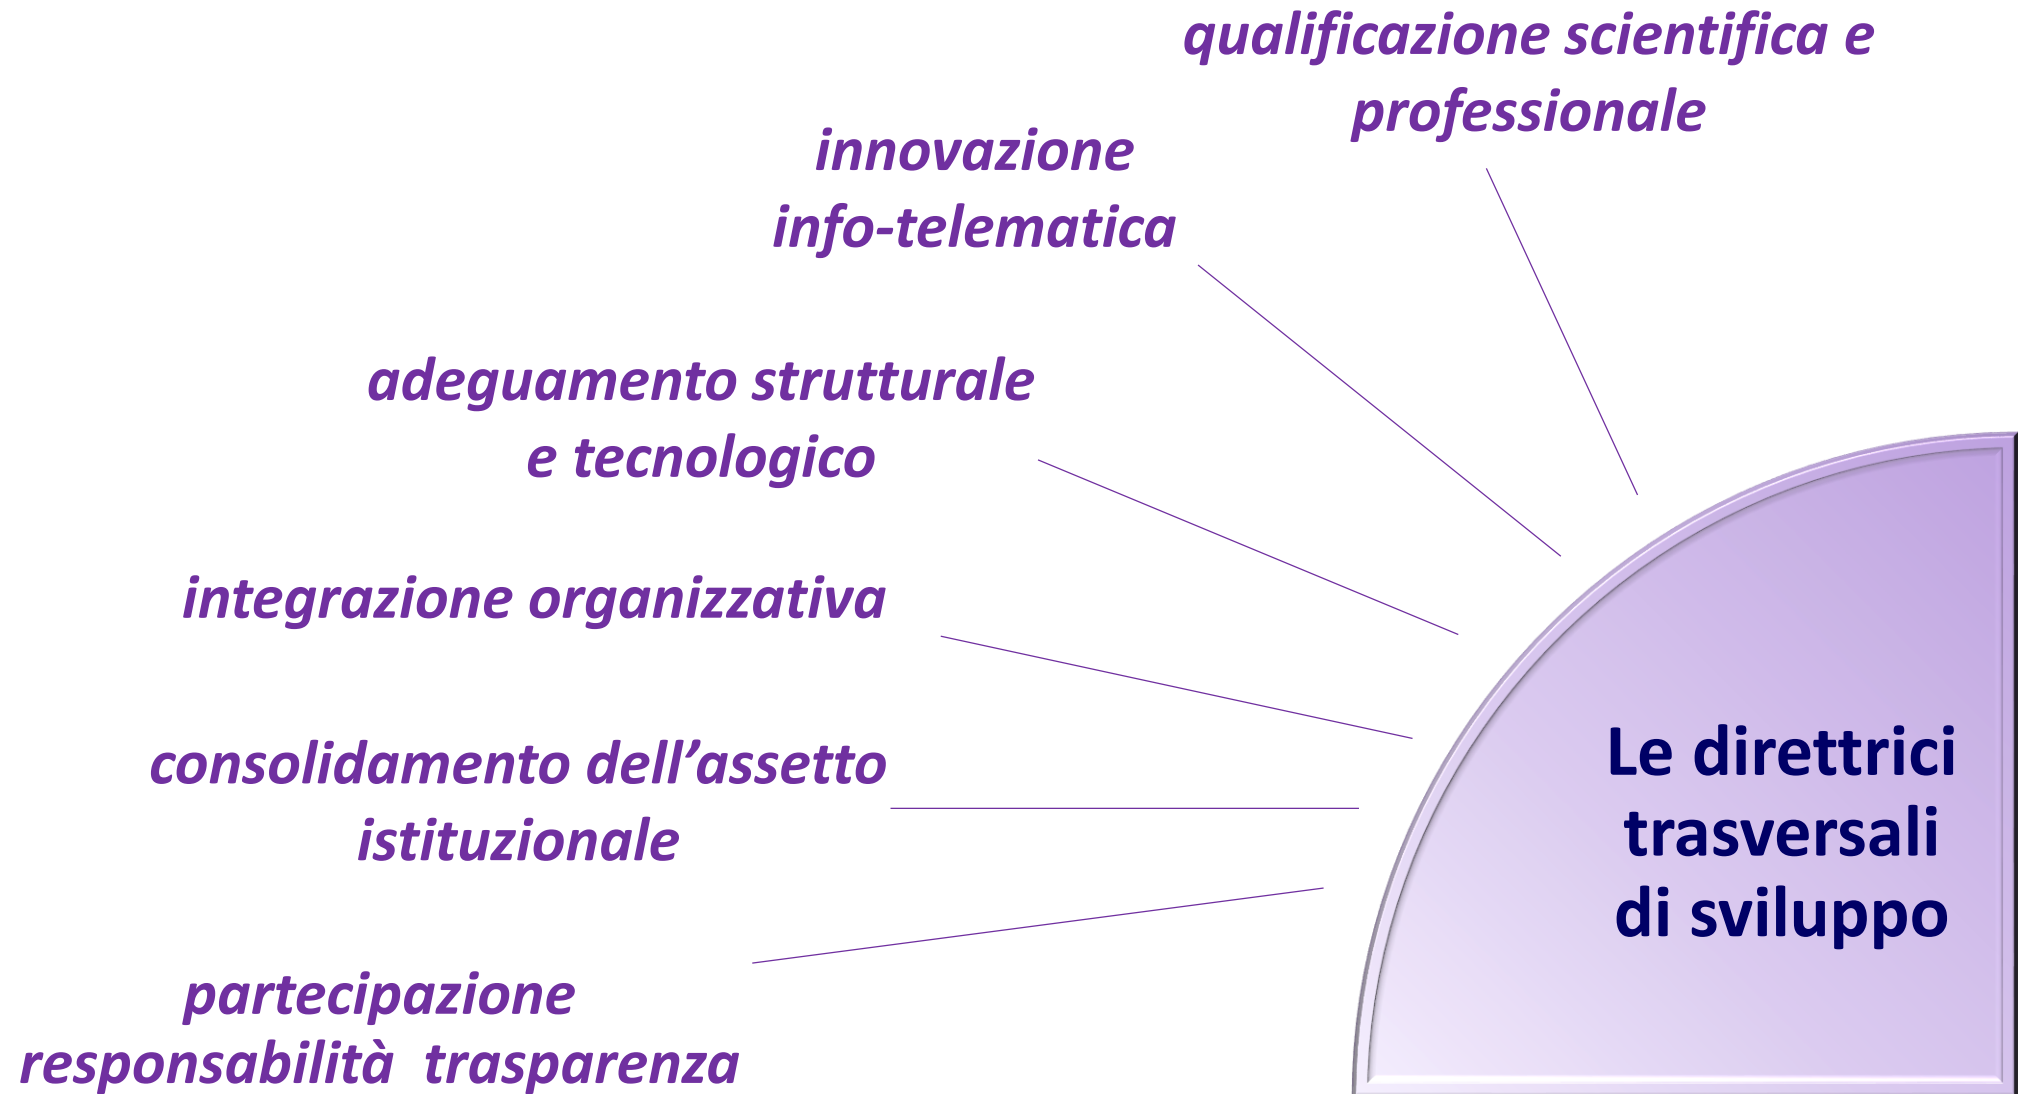 qualificazione scientifica e
professionale
innovazione
info-telematica
adeguamento strutturale
e tecnologico
integrazione organizzativa
consolidamento dell’assetto
istituzionale
partecipazione
responsabilità trasparenza
Le direttrici
trasversali
di sviluppo